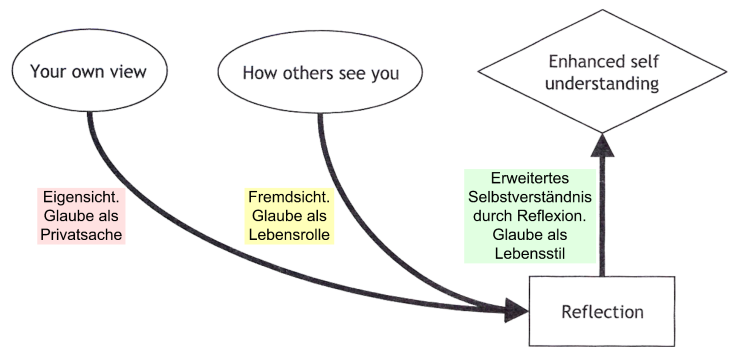 Your own view
How others see you
Enhanced self
understanding
Eigensicht.
Glaube als
Privatsache
Fremdsicht.
Glaube als
Lebensrolle
Erweitertes
Selbstverständnis
durch Reflexion.
Glaube als
Lebensstil
Reflection